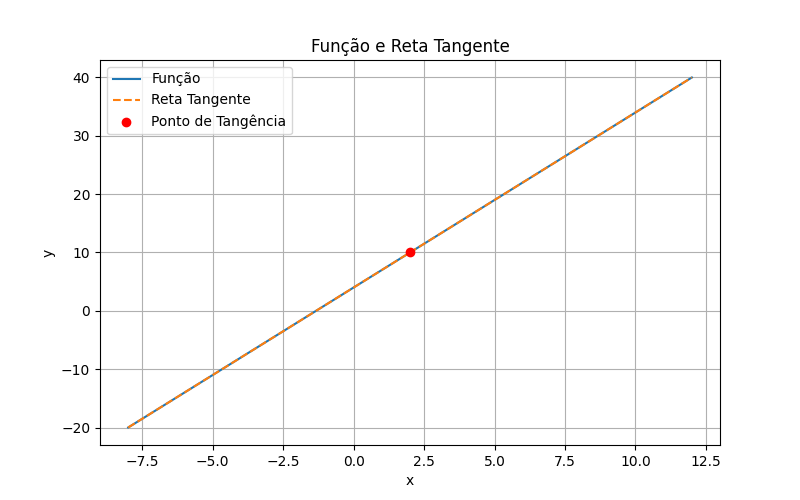 Função e Reta Tangente
Função
Reta Tangente
Ponto de Tangência
40
30
20
10
0
−10
−20
y
−7.5 −5.0 −2.5 0.0 2.5 5.0 7.5 10.0 12.5
x